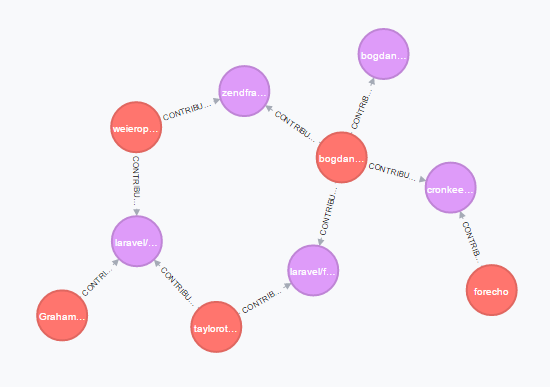 bogdan...
zendfra...
CONTRIBU...
CONTRIB...
weierop...
CONTRIBU...
bogdan...
CONTRIBU...
CONTRIBU...
cronkee...
CONTRIBU...
laravel/...
CONTRIB...
laravel/f...
CONTRI...
CONTRIBU...
CONTRIB...
forecho
Graham...
taylorot...